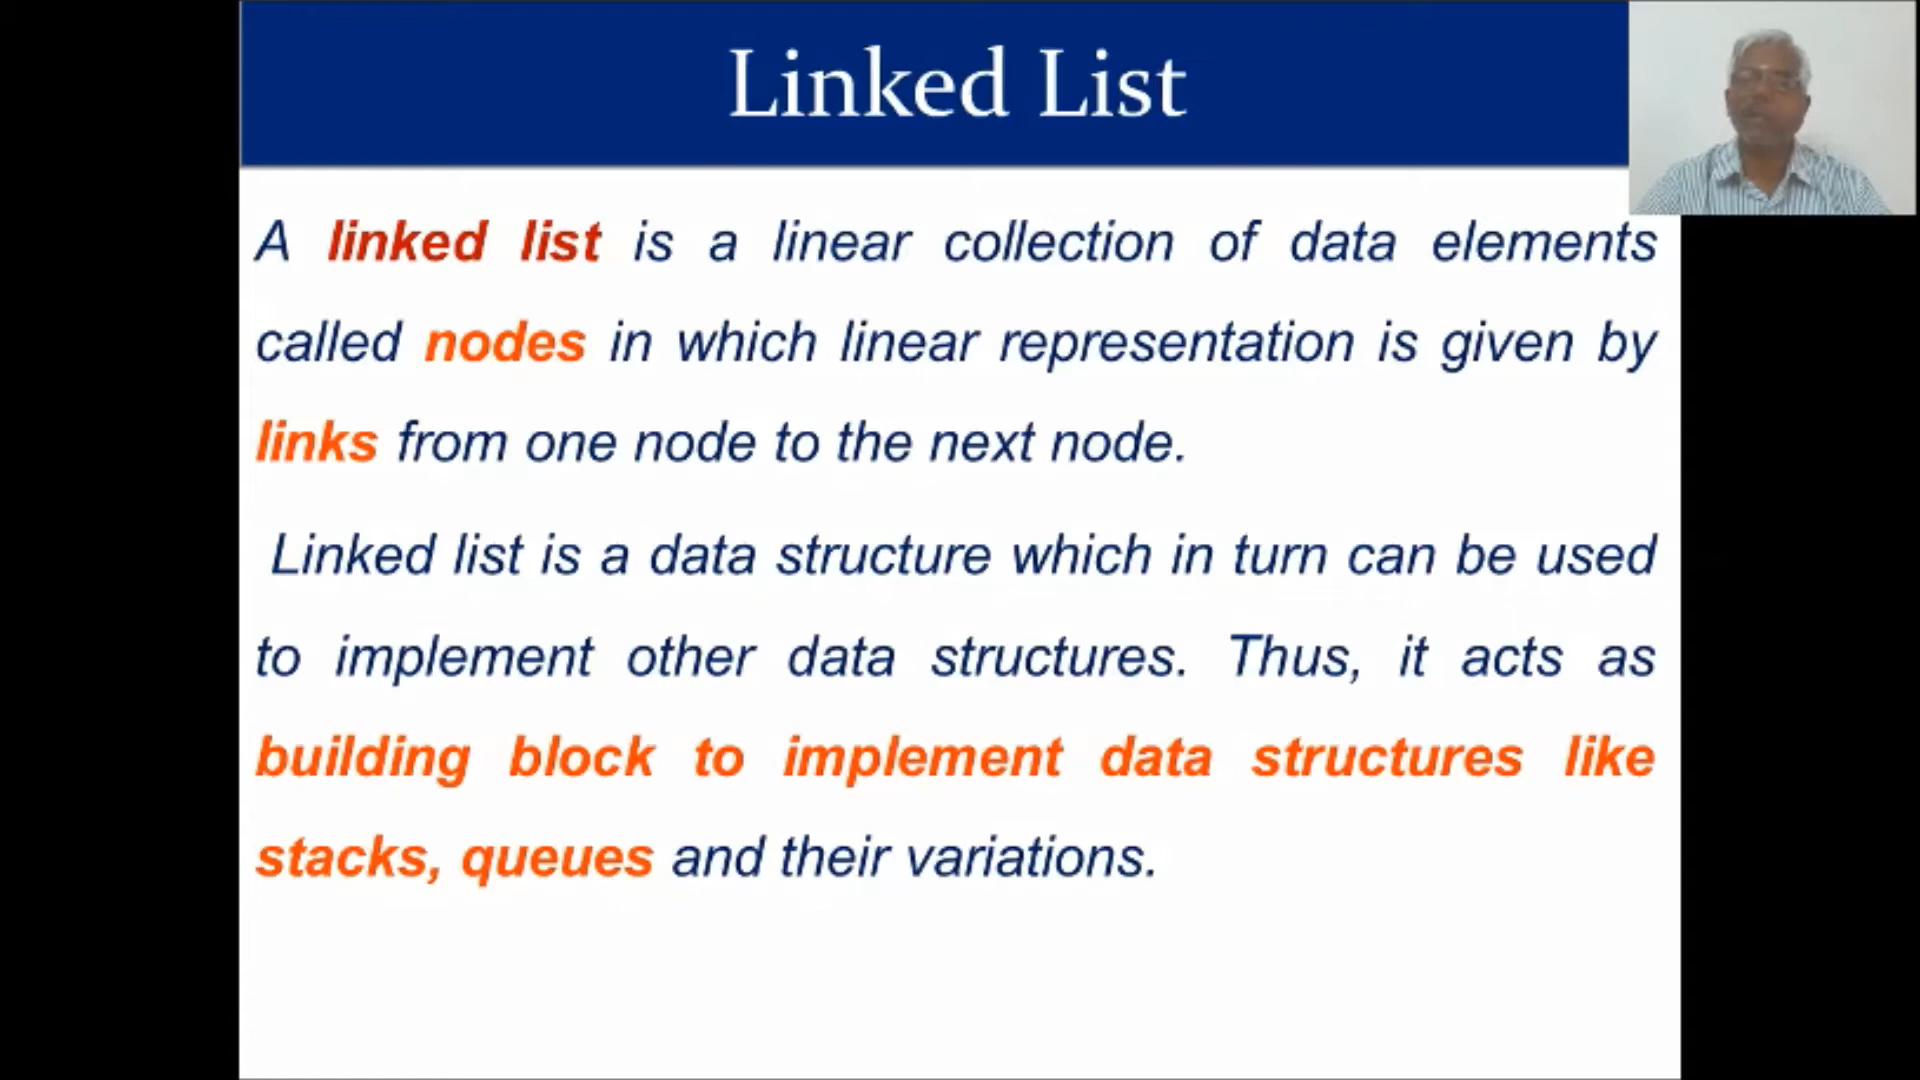 Linked List
A linked list is a linear collection of data elements
called nodes in which linear representation is given by
links from one node to the next node.
Linked list is a data structure which in turn can be used
to implement other data structures. Thus, it acts as
building block to implement data structures like
stacks, queues and their variations.